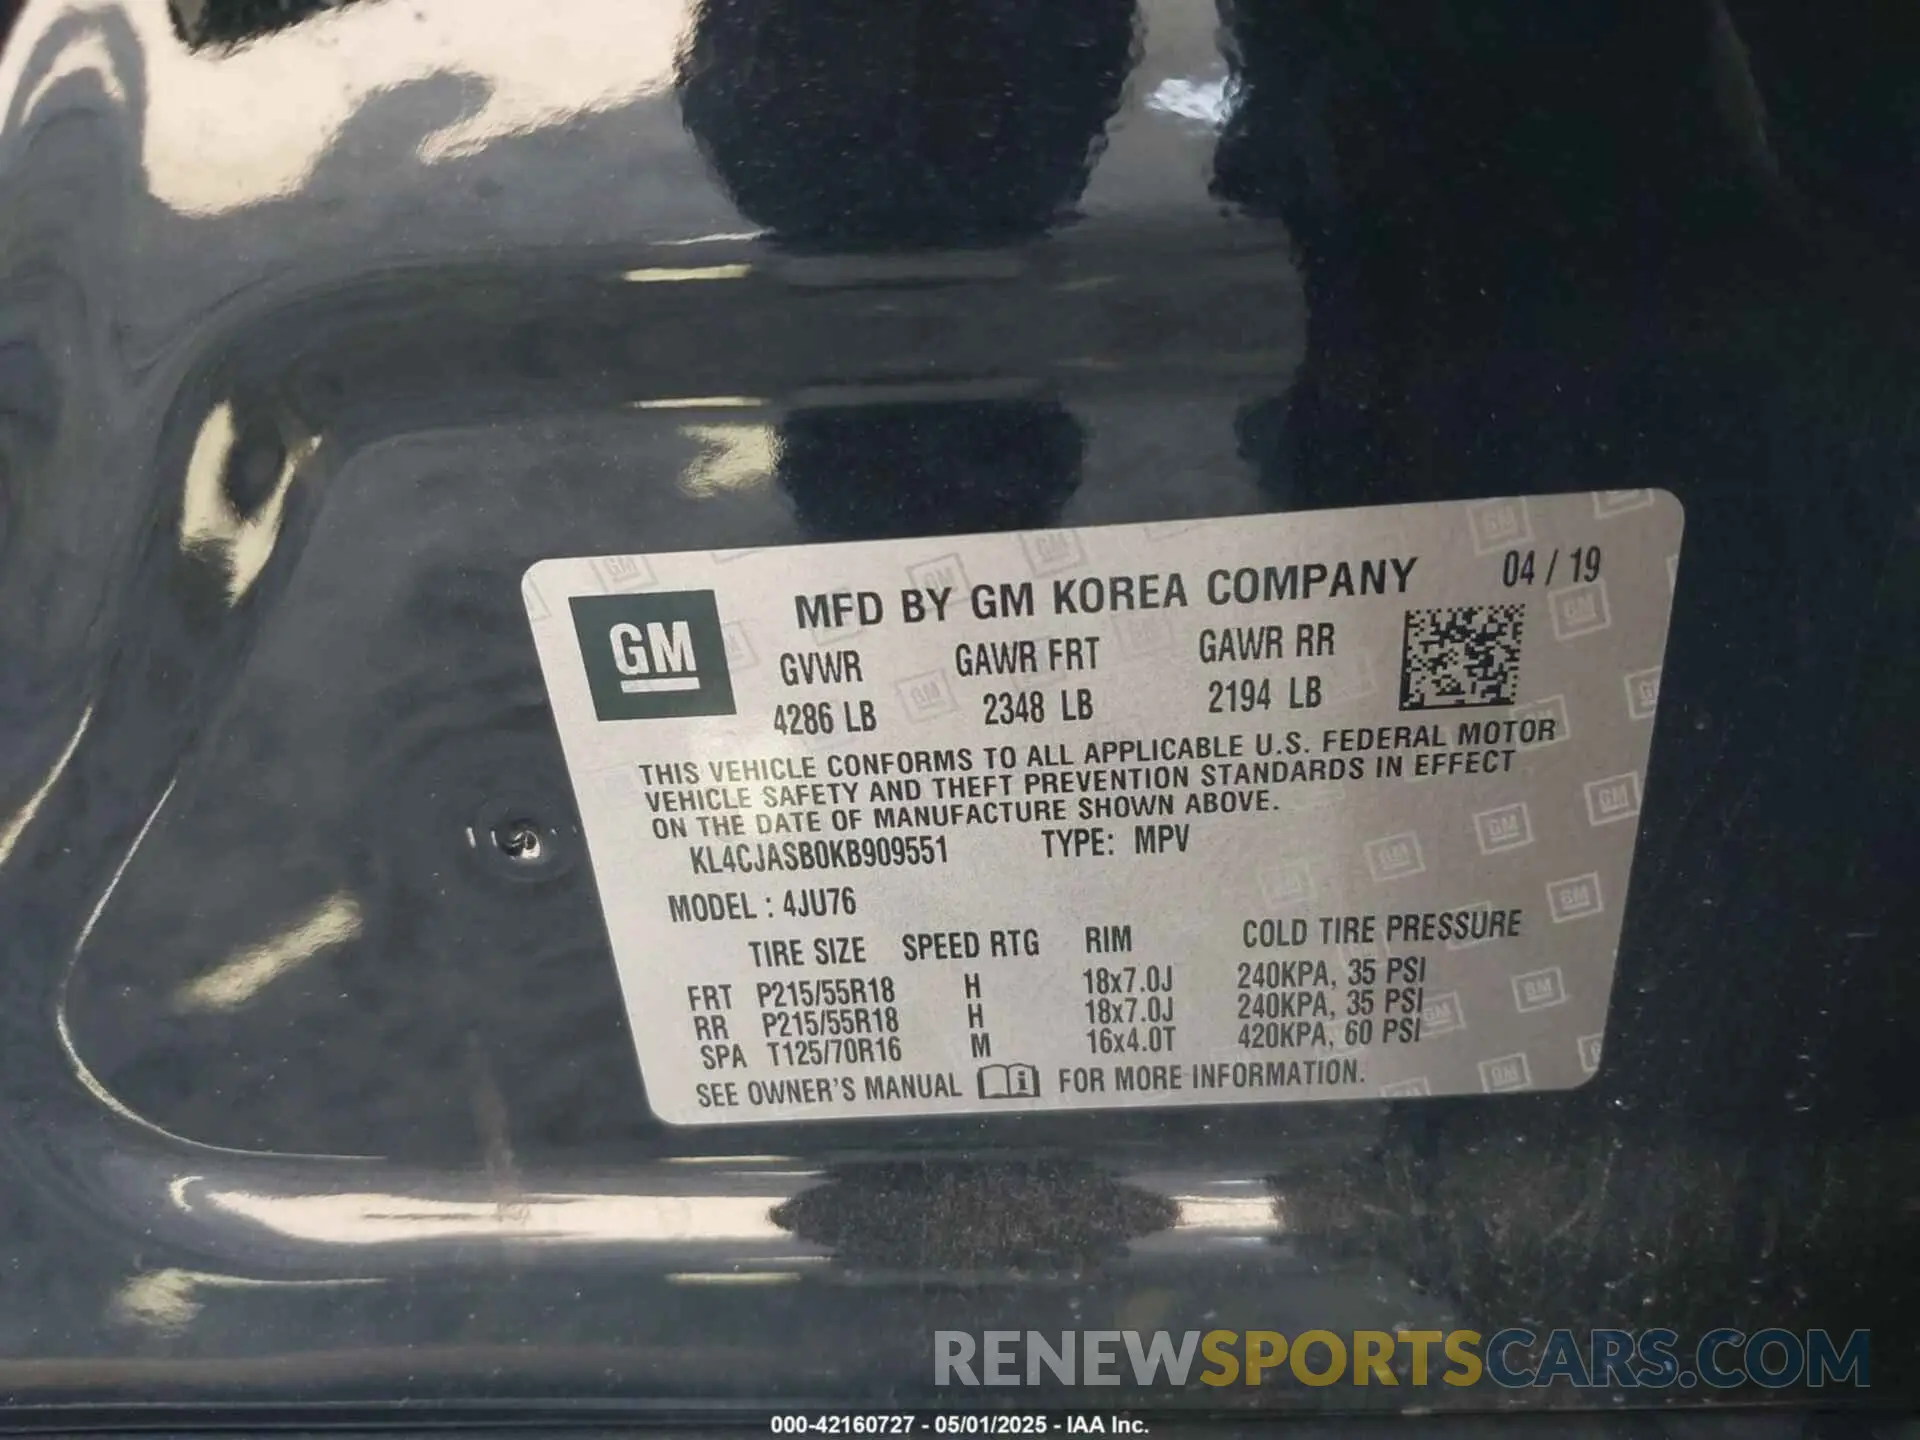 GM
MFD BY GM KOREA COMPANY 04 / 19
GVWR GAWR FRT GAWR RR
4286 LB 2348 LB 2194 LB
THIS VEHICLE CONFORMS TO ALL APPLICABLE U.S. FEDERAL MOTOR
VEHICLE SAFETY AND THEFT PREVENTION STANDARDS IN EFFECT
ON THE DATE OF MANUFACTURE SHOWN ABOVE.
KL4CJASB0KB909551 TYPE: MPV
MODEL : 4JU76
TIRE SIZE SPEED RTG RIM COLD TIRE PRESSURE
FRT P215/55R18 H 18x7.0J 240KPA, 35 PSI
RR P215/55R18 H 18x7.0J 240KPA, 35 PSI
SPA T125/70R16 M 16x4.0T 420KPA, 60 PSI
SEE OWNER'S MANUAL FOR MORE INFORMATION.
RENEWSPORTSCARS.COM
000-42160727 - 05/01/2025 - IAA Inc.